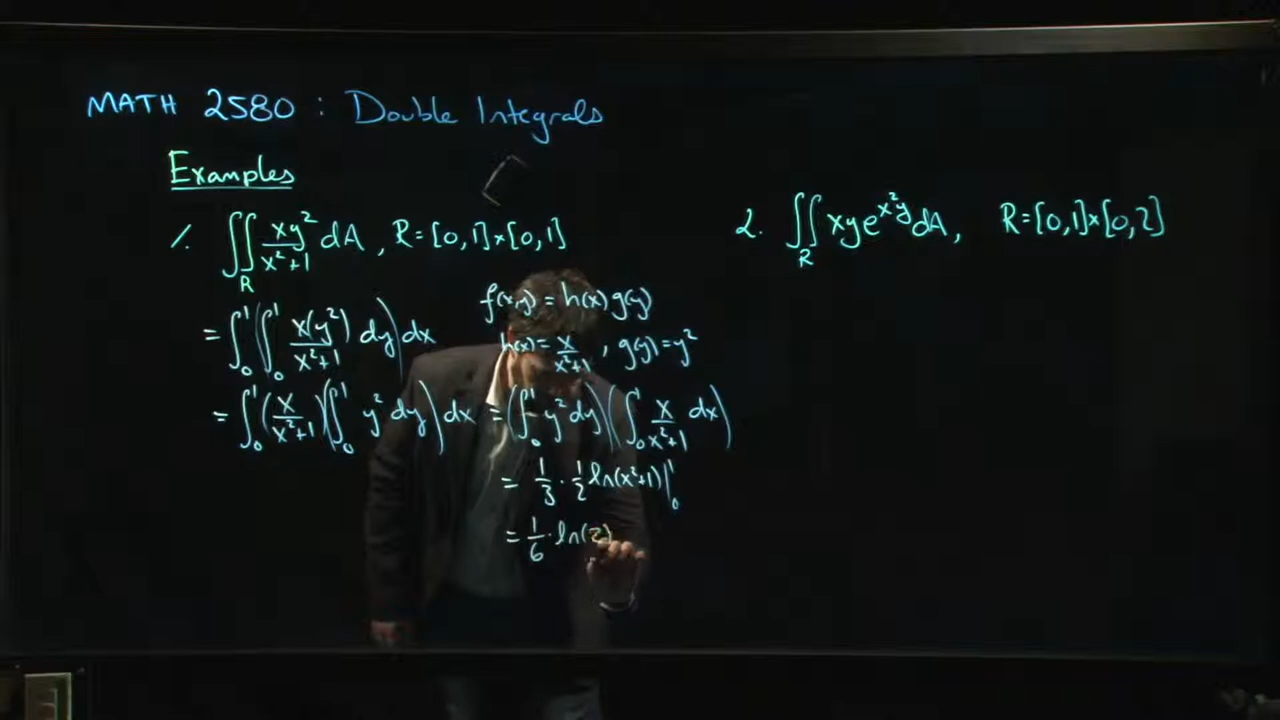 MATH 2580 : Double Integrals
Examples
1. ∬_R xy²/(x²+1) dA , R=[0,1]×[0,1]
= ∫₀¹(∫₀¹ x(y²)/(x²+1) dy)dx
f(x,y) = h(x)g(y)
h(x)= x/(x²+1) , g(y)=y²
= ∫₀¹ (x/(x²+1))(∫₀¹ y² dy)dx = (∫₀¹ y² dy)(∫₀¹ x/(x²+1) dx)
= 1/3 · 1/2 ln(x²+1)|₀¹
= 1/6 · ln(2)
2. ∬_R xye^(x²y) dA, R=[0,1]×[0,2]